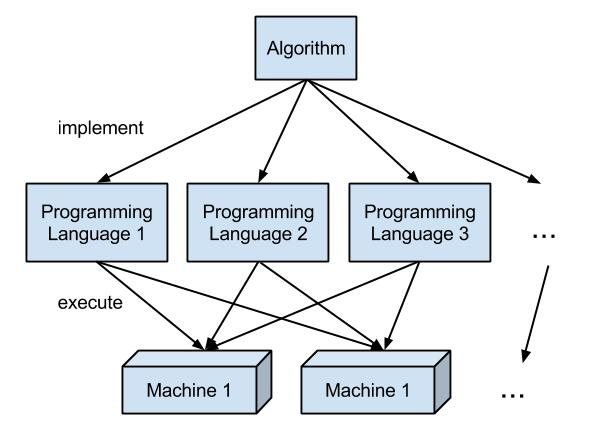 Algorithm
implement
Programming
Language 1
Programming
Language 2
Programming
Language 3
...
execute
Machine 1
Machine 1
...